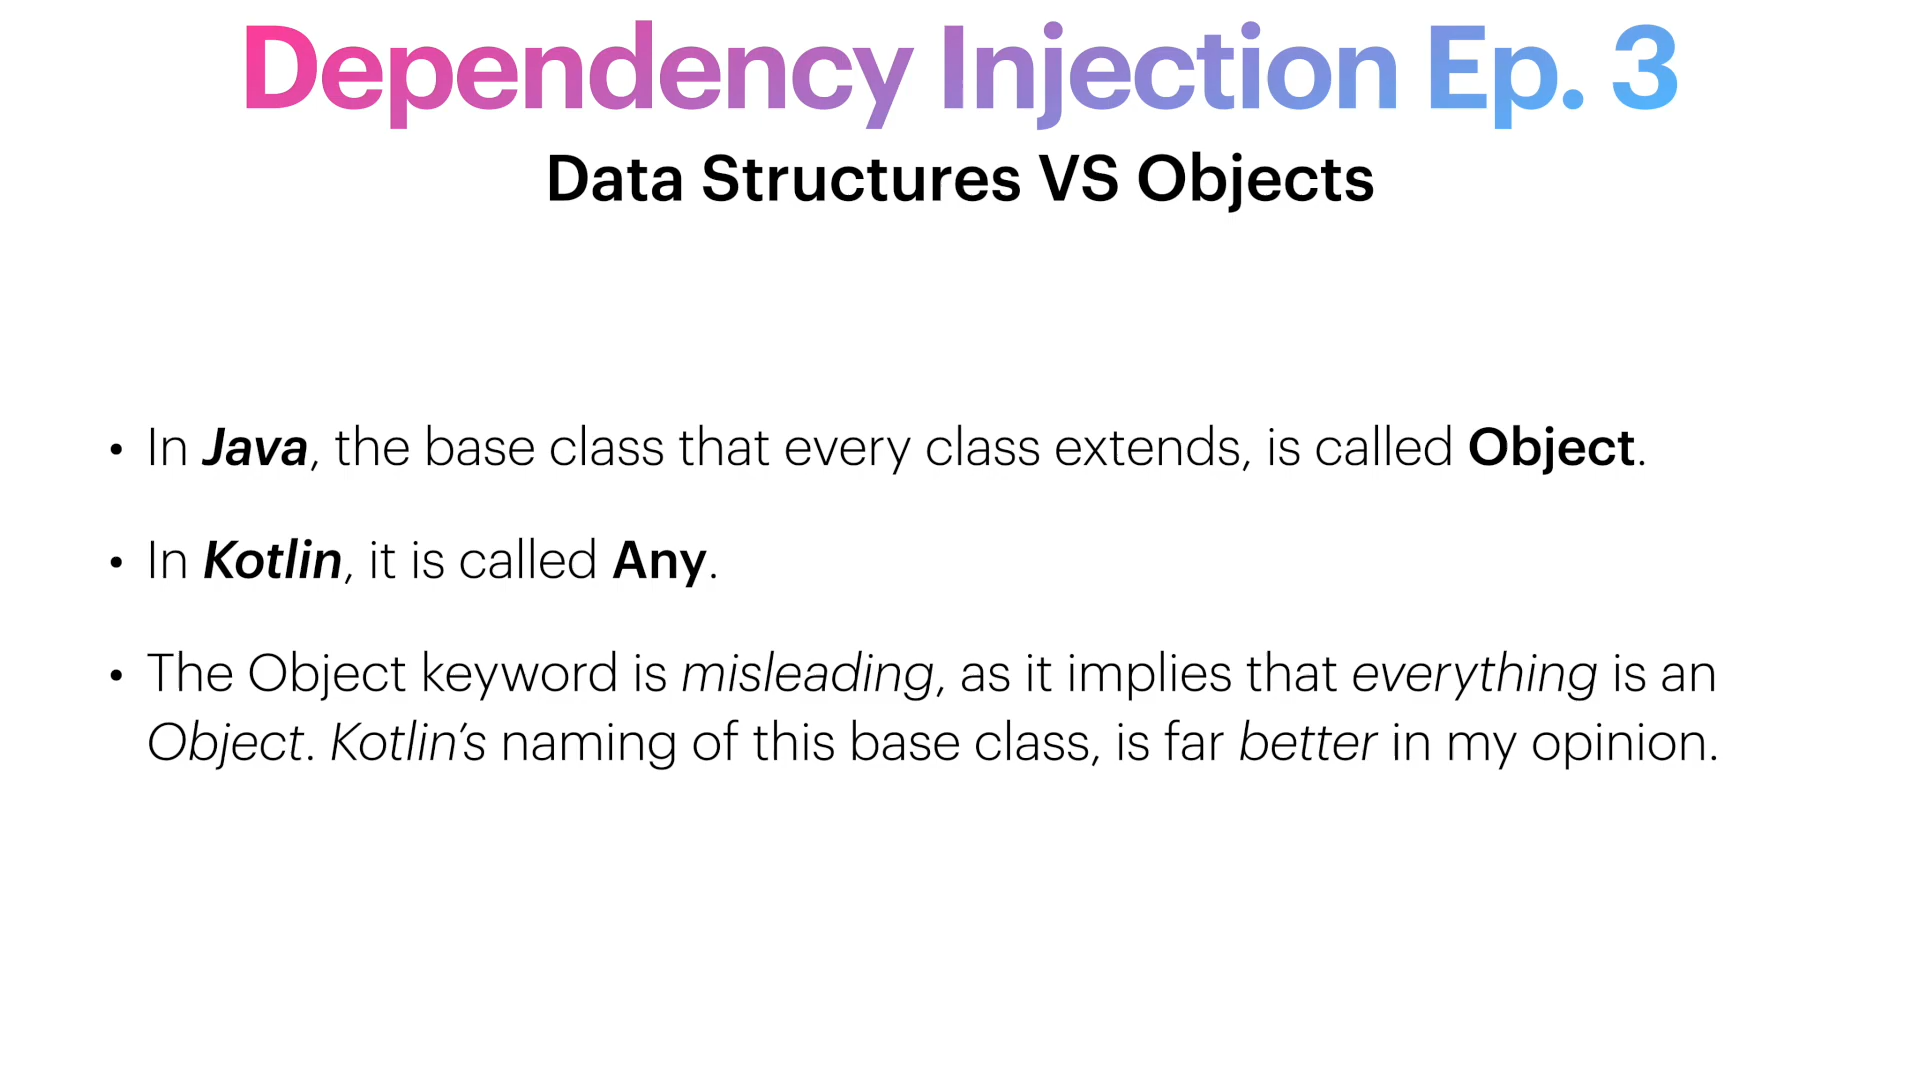 Dependency Injection Ep. 3
Data Structures VS Objects
• In Java, the base class that every class extends, is called Object.
• In Kotlin, it is called Any.
• The Object keyword is misleading, as it implies that everything is an
Object. Kotlin’s naming of this base class, is far better in my opinion.